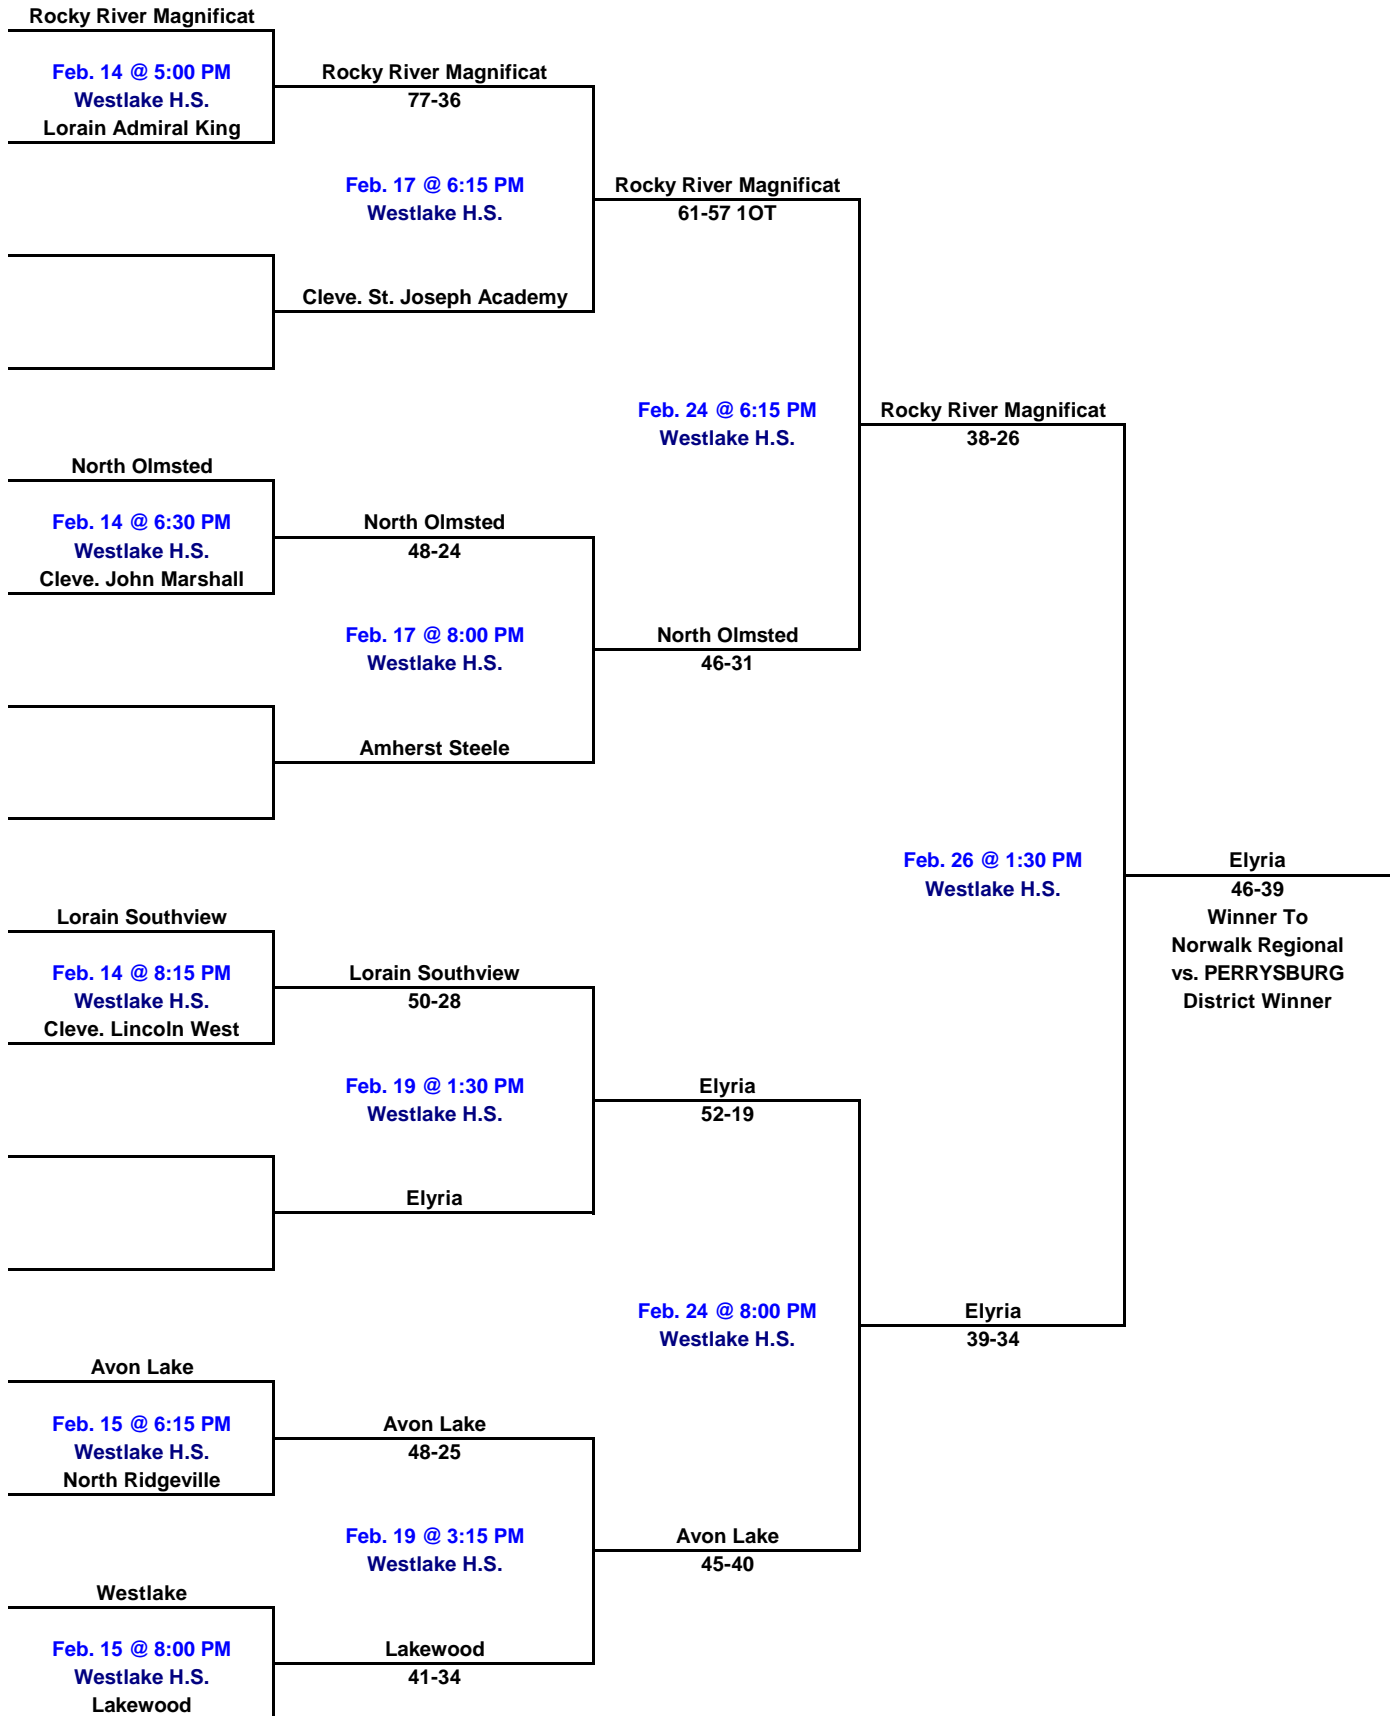 Rocky River Magnificat
Feb. 14 @ 5:00 PM
Westlake H.S.
Lorain Admiral King
Rocky River Magnificat
77-36
Feb. 17 @ 6:15 PM
Westlake H.S.
Cleve. St. Joseph Academy
Rocky River Magnificat
61-57 1OT
North Olmsted
Feb. 14 @ 6:30 PM
Westlake H.S.
Cleve. John Marshall
North Olmsted
48-24
Feb. 17 @ 8:00 PM
Westlake H.S.
Amherst Steele
North Olmsted
46-31
Feb. 24 @ 6:15 PM
Westlake H.S.
Rocky River Magnificat
38-26
Lorain Southview
Feb. 14 @ 8:15 PM
Westlake H.S.
Cleve. Lincoln West
Lorain Southview
50-28
Feb. 19 @ 1:30 PM
Westlake H.S.
Elyria
Elyria
52-19
Avon Lake
Feb. 15 @ 6:15 PM
Westlake H.S.
North Ridgeville
Avon Lake
48-25
Feb. 19 @ 3:15 PM
Westlake H.S.
Westlake
Feb. 15 @ 8:00 PM
Westlake H.S.
Lakewood
Lakewood
41-34
Avon Lake
45-40
Feb. 24 @ 8:00 PM
Westlake H.S.
Elyria
39-34
Feb. 26 @ 1:30 PM
Westlake H.S.
Elyria
46-39
Winner To
Norwalk Regional
vs. PERRYSBURG
District Winner